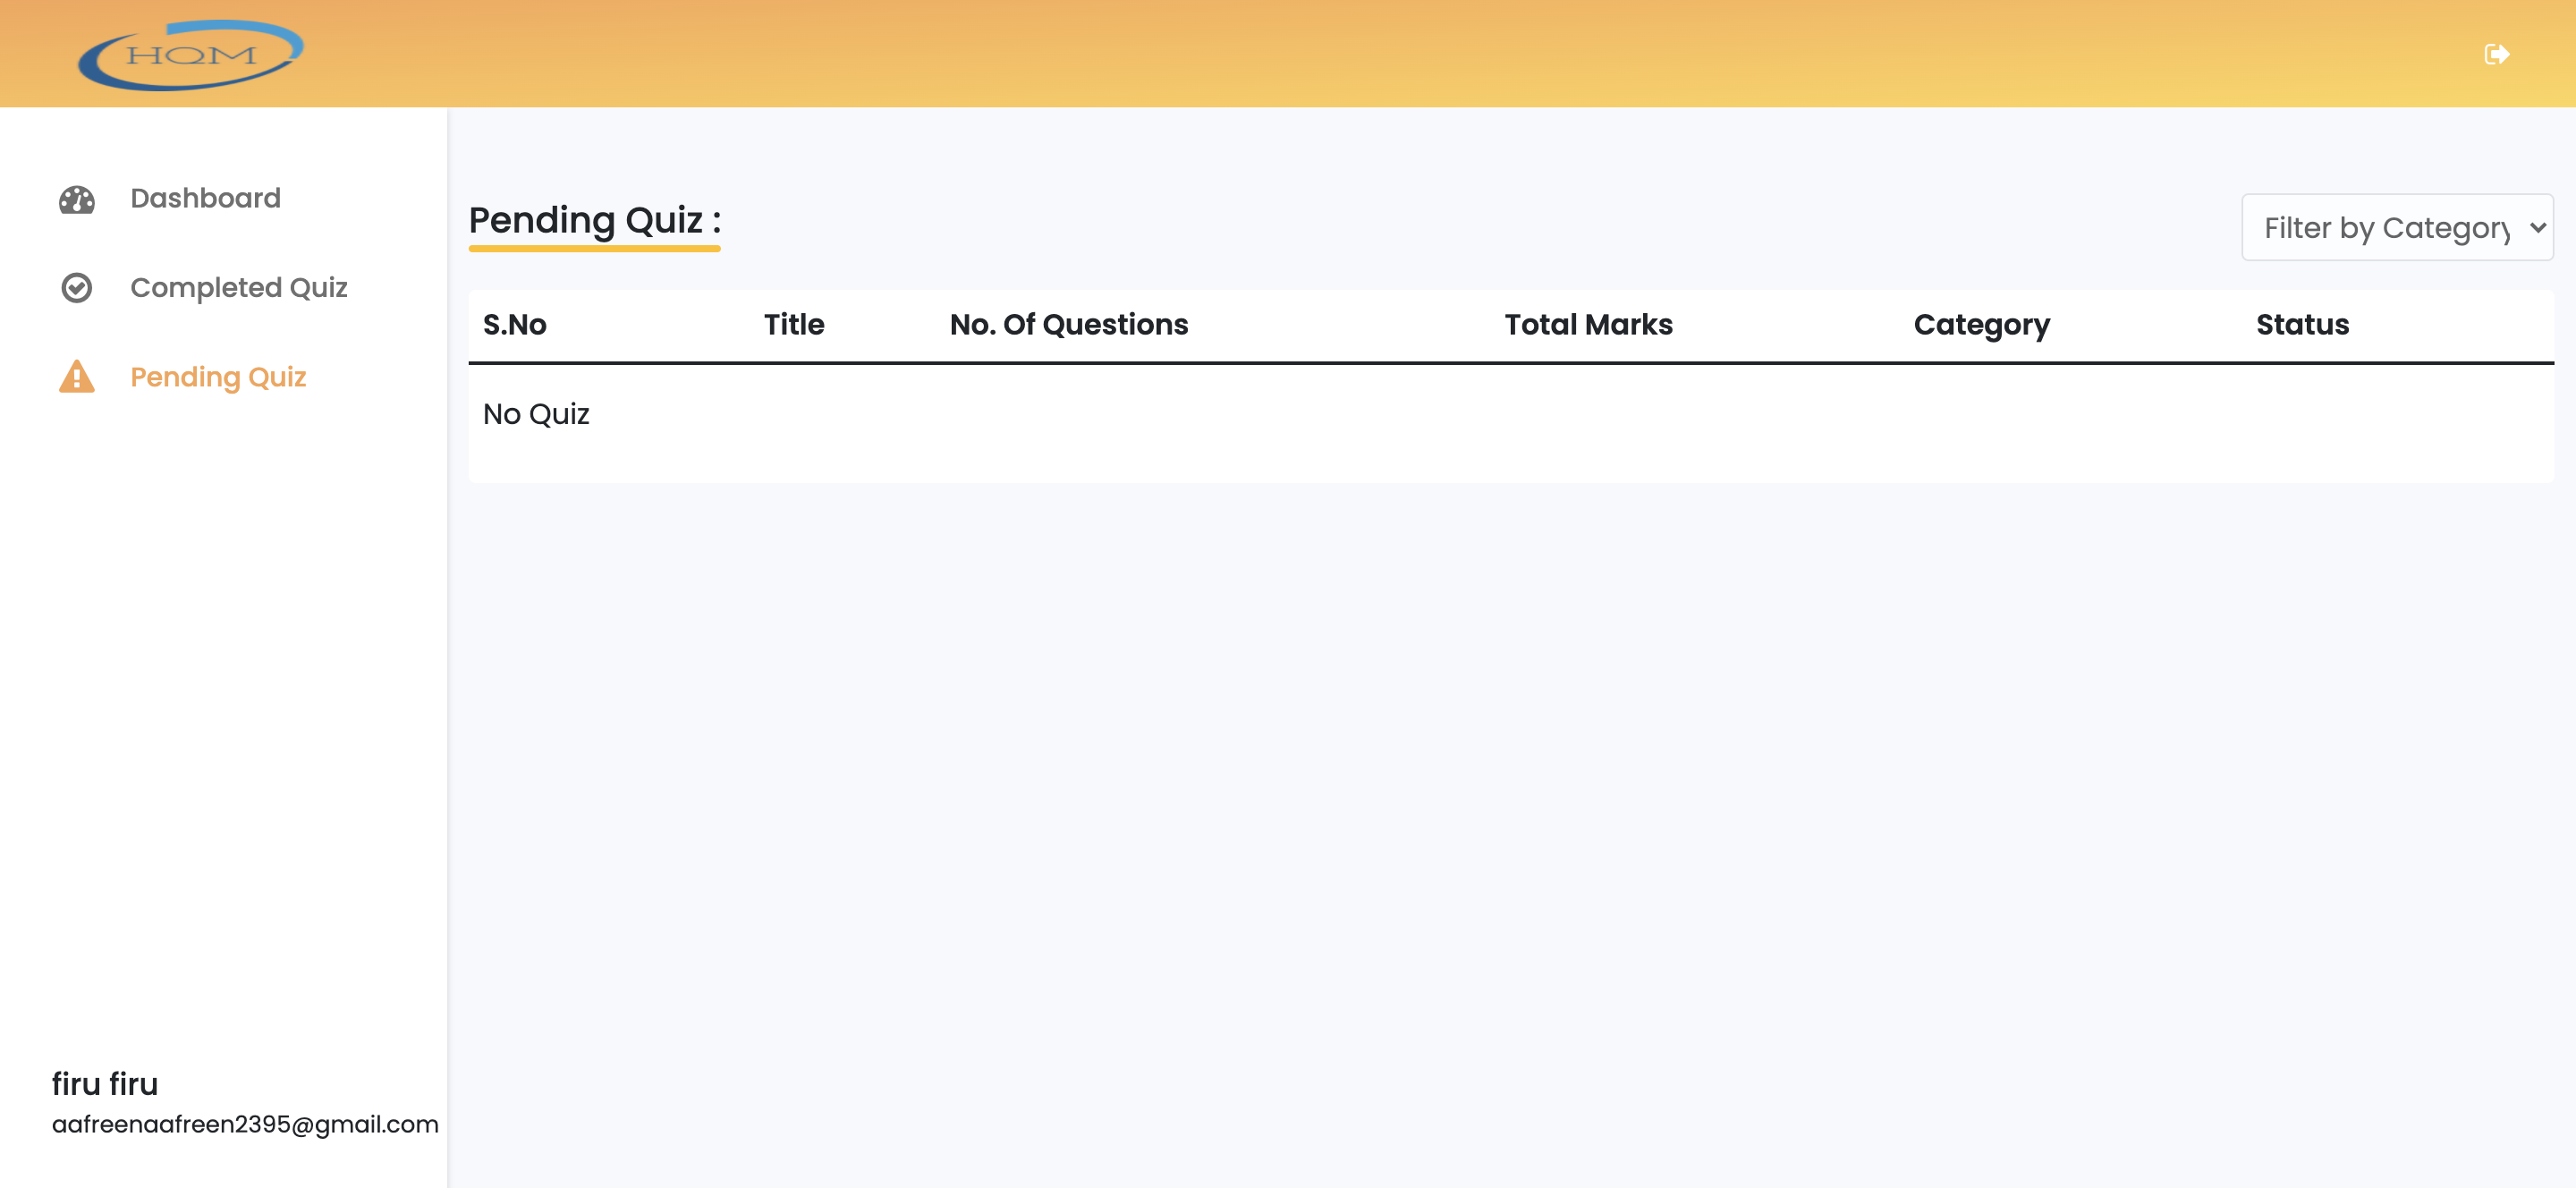 HQM
Dashboard
Completed Quiz
Pending Quiz
Pending Quiz :
Filter by Category
S.No Title No. Of Questions Total Marks Category Status
No Quiz
firu firu
aafreenaafreen2395@gmail.com